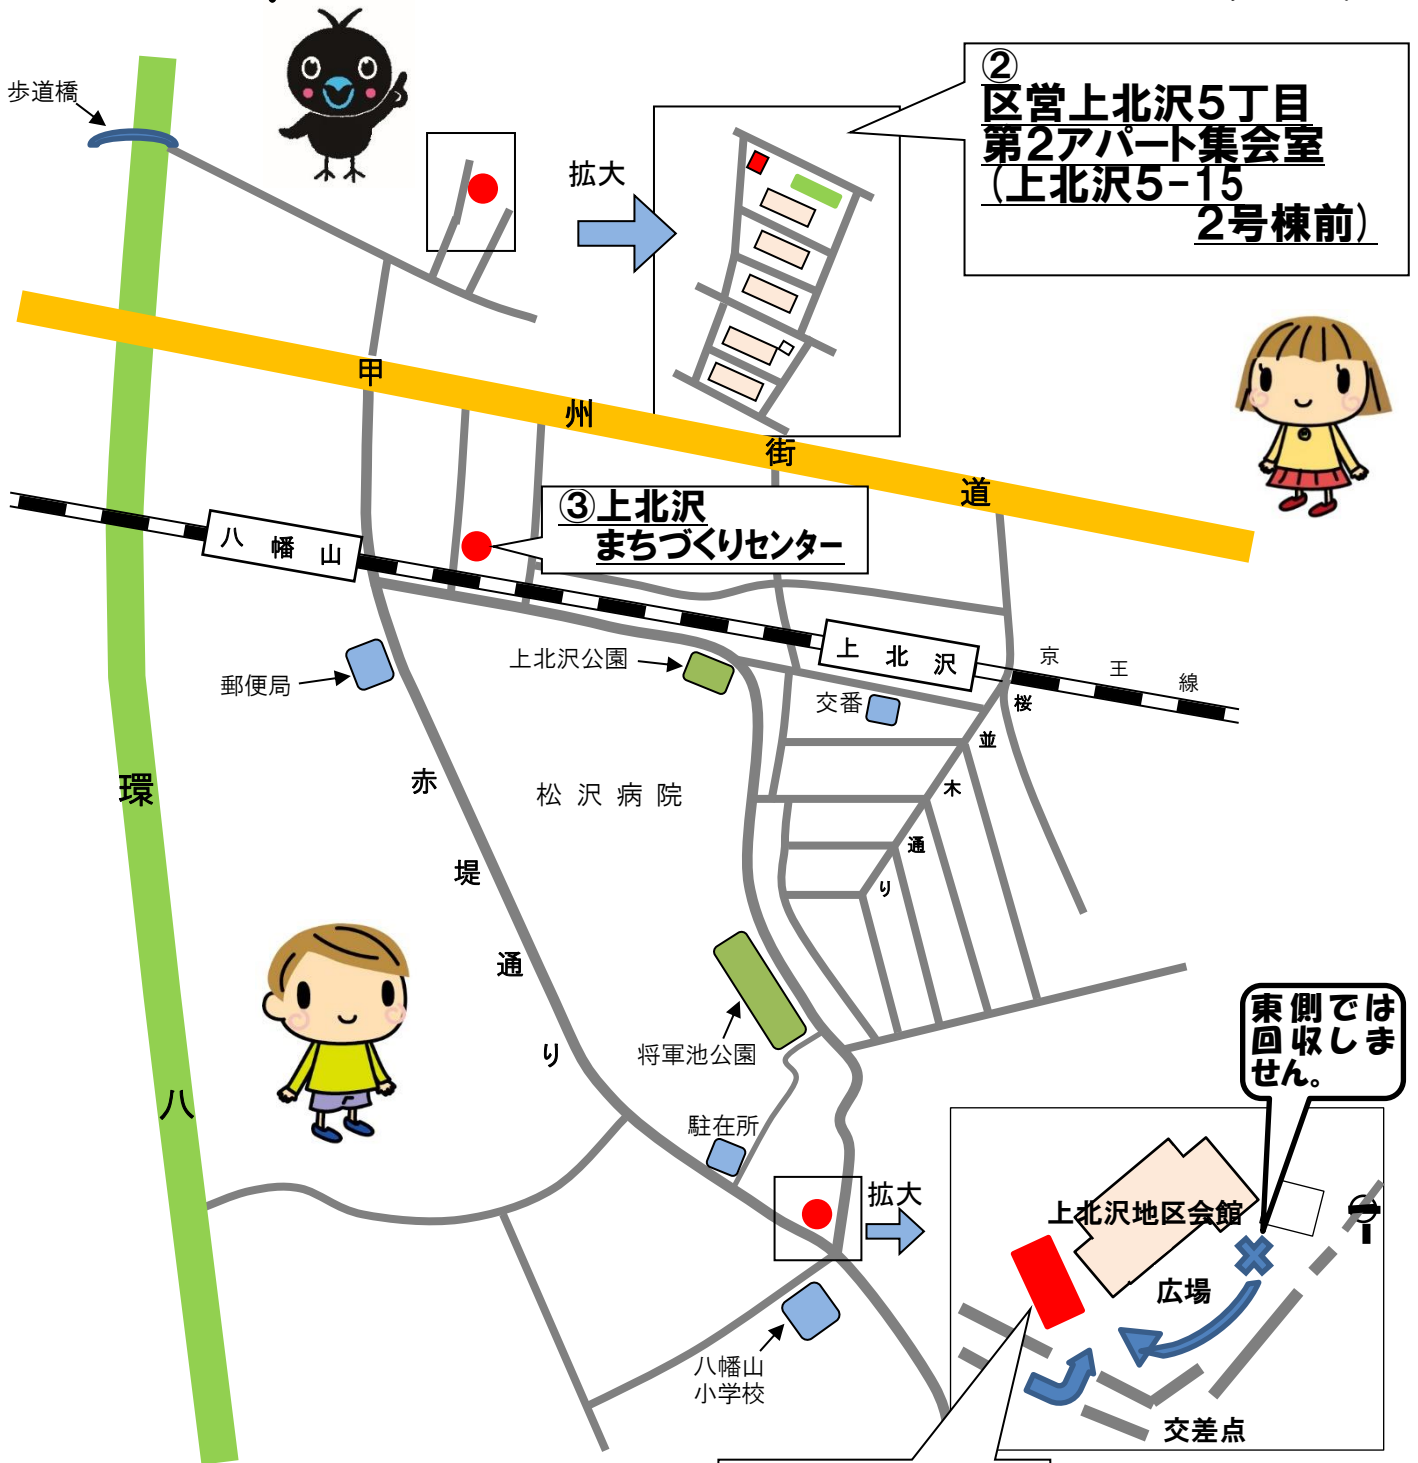 歩道橋
拡大
②
区営上北沢5丁目
第2アパート集会室
(上北沢5-15
2号棟前)
甲州街道
③上北沢
まちづくりセンター
八幡山
上北沢
京王線
郵便局
上北沢公園
交番
桜並木通り
環八
赤堤通り
松沢病院
将軍池公園
駐在所
東側では
回収しま
せん。
拡大
上北沢地区会館
広場
八幡山
小学校
交差点